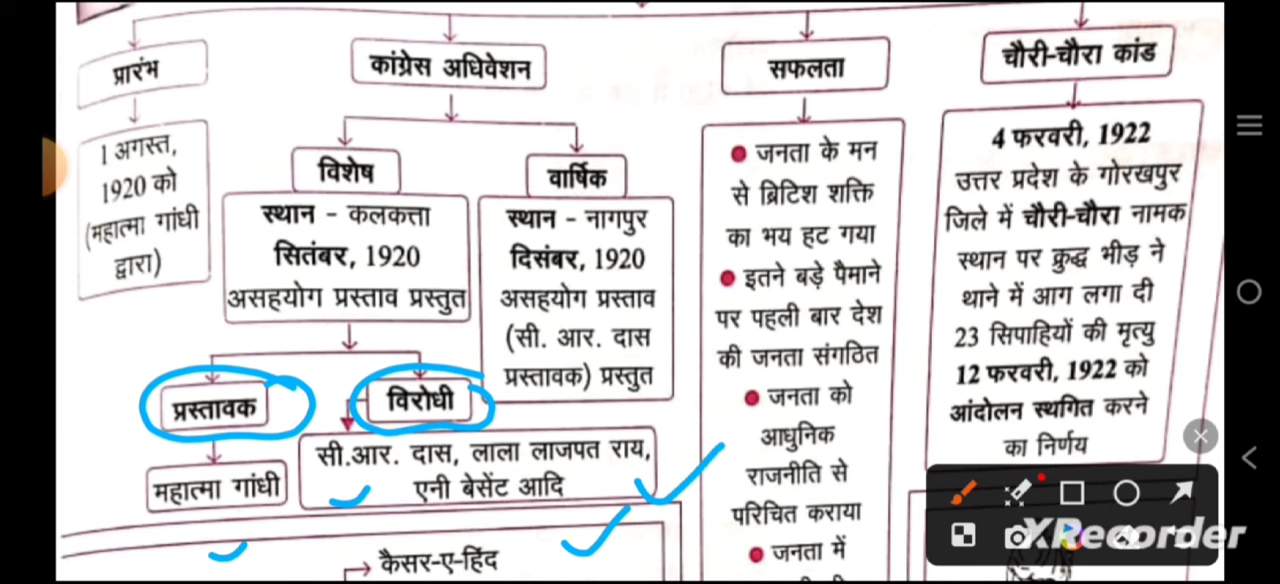 प्रारंभ
1 अगस्त,
1920 को
(महात्मा गांधी
द्वारा)
कांग्रेस अधिवेशन
विशेष
स्थान - कलकत्ता
सितंबर, 1920
असहयोग प्रस्ताव प्रस्तुत
प्रस्तावक
महात्मा गांधी
विरोधी
सी.आर. दास, लाला लाजपत राय,
एनी बेसेंट आदि
वार्षिक
स्थान - नागपुर
दिसंबर, 1920
असहयोग प्रस्ताव
(सी. आर. दास
प्रस्तावक) प्रस्तुत
सफलता
जनता के मन
से ब्रिटिश शक्ति
का भय हट गया
इतने बड़े पैमाने
पर पहली बार देश
की जनता संगठित
जनता को
आधुनिक
राजनीति से
परिचित कराया
जनता में
चौरी-चौरा कांड
4 फरवरी, 1922
उत्तर प्रदेश के गोरखपुर
जिले में चौरी-चौरा नामक
स्थान पर क्रुद्ध भीड़ ने
थाने में आग लगा दी
23 सिपाहियों की मृत्यु
12 फरवरी, 1922 को
आंदोलन स्थगित करने
का निर्णय
कैसर-ए-हिंद
XRecorder